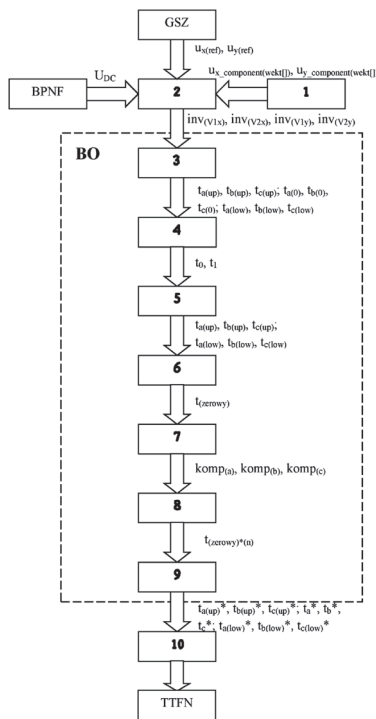 GSZ
u_x(ref), u_y(ref)
BPNF
U_DC
2
u_x_component(wekt[]), u_y_component(wekt[]
1
inv_(V1x), inv_(V2x), inv_(V1y), inv_(V2y)
BO
3
t_a(up), t_b(up), t_c(up); t_a(0), t_b(0),
t_c(0); t_a(low), t_b(low), t_c(low)
4
t_0, t_1
5
t_a(up), t_b(up), t_c(up);
t_a(low), t_b(low), t_c(low)
6
t_(zerowy)
7
komp_(a), komp_(b), komp_(c)
8
t_(zerowy)*(n)
9
t_a(up)*, t_b(up)*, t_c(up)*; t_a*, t_b*,
t_c*; t_a(low)*, t_b(low)*, t_c(low)*
10
TTFN